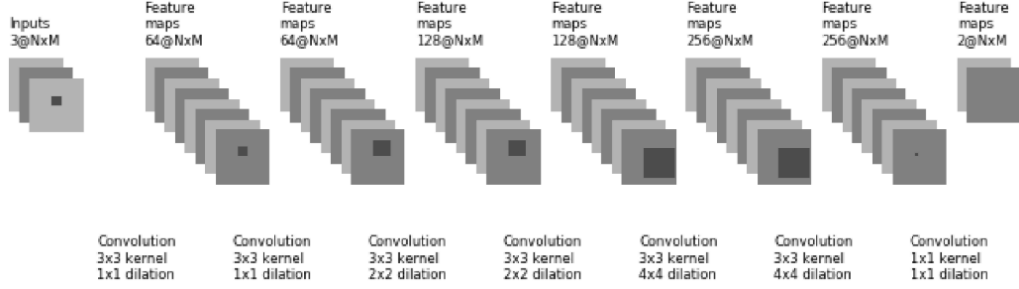 Inputs
3@NxM
Feature
maps
64@NxM
Feature
maps
64@NxM
Feature
maps
128@NxM
Feature
maps
128@NxM
Feature
maps
256@NxM
Feature
maps
256@NxM
Feature
maps
2@NxM
Convolution
3x3 kernel
1x1 dilation
Convolution
3x3 kernel
1x1 dilation
Convolution
3x3 kernel
2x2 dilation
Convolution
3x3 kernel
2x2 dilation
Convolution
3x3 kernel
4x4 dilation
Convolution
3x3 kernel
4x4 dilation
Convolution
1x1 kernel
1x1 dilation